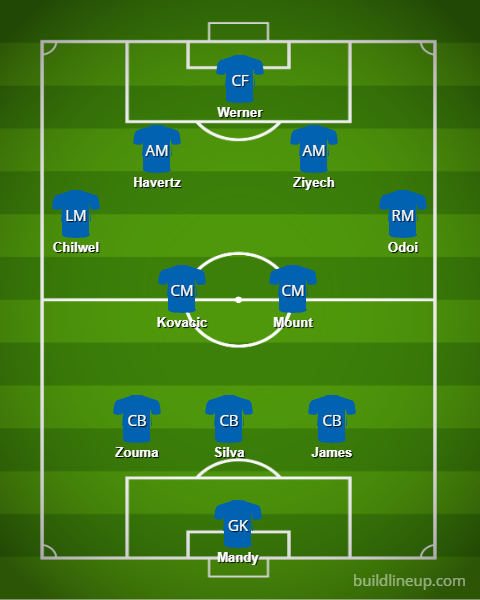 CF
Werner
AM
AM
Havertz
Ziyech
LM
RM
Chilwel
Odoi
CM
CM
Kovacic
Mount
CB
CB
CB
Zouma
Silva
James
GK
Mandy
buildlineup.com